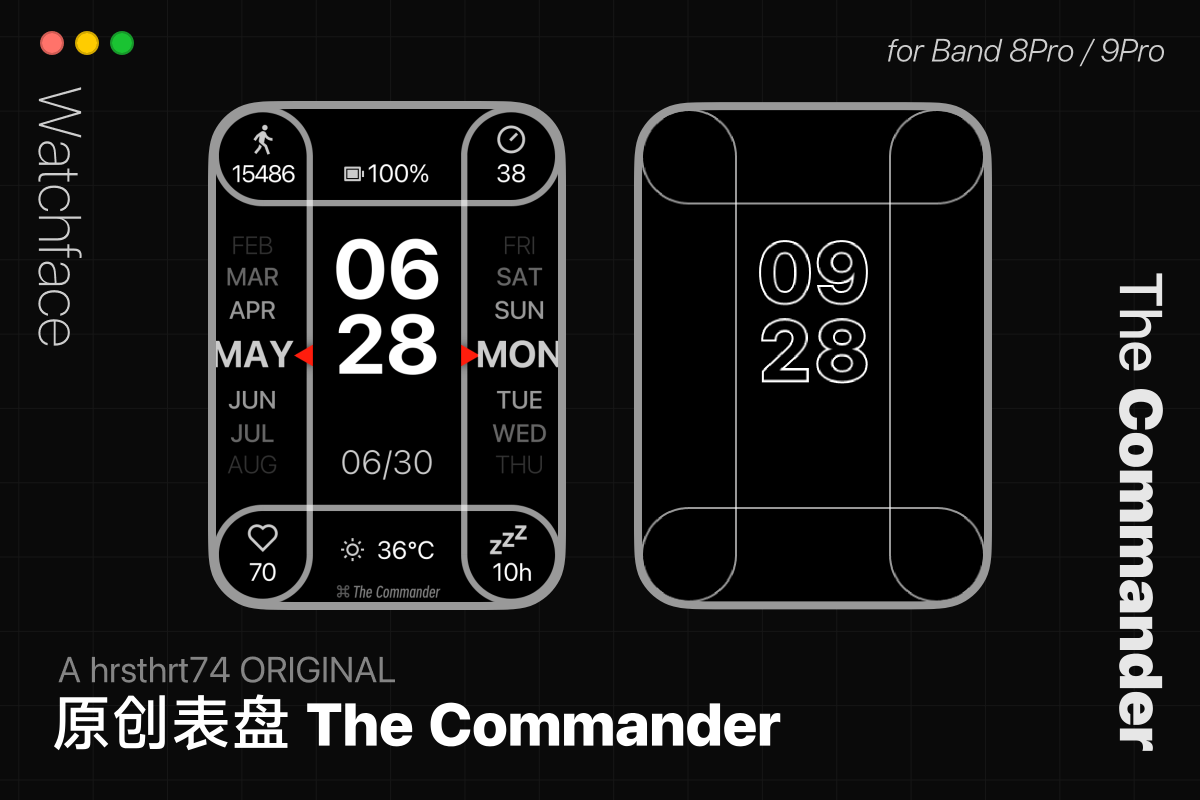 for Band 8Pro / 9Pro
Watchface
15486
100%
38
FEB
MAR
APR
MAY
JUN
JUL
AUG
06
28
06/30
FRI
SAT
SUN
MON
TUE
WED
THU
70
36°C
zzz
10h
⌘ The Commander
09
28
The Commander
A hrsthrt74 ORIGINAL
原创表盘 The Commander